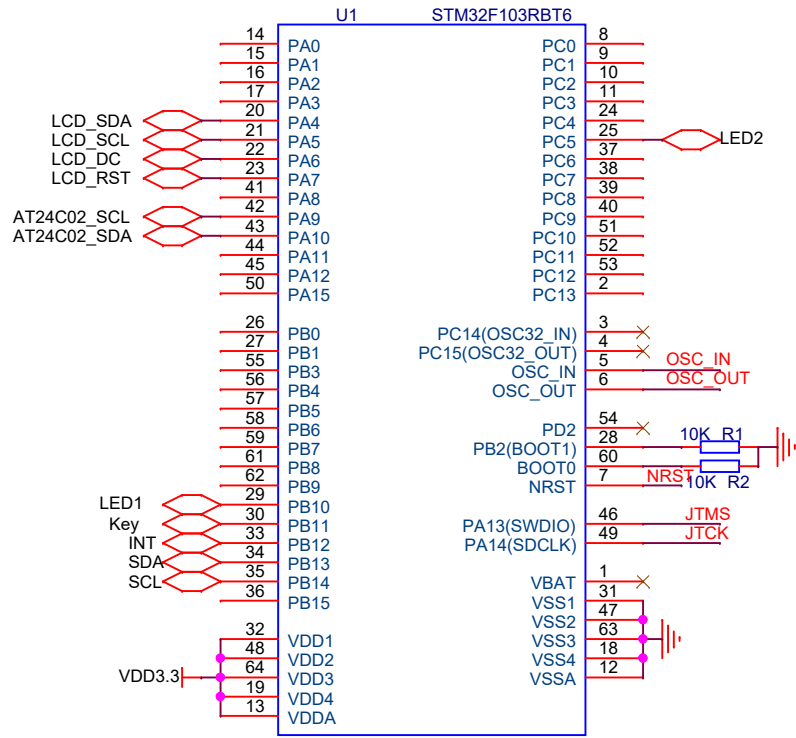 U1 STM32F103RBT6
14 PA0 PC0 8
15 PA1 PC1 9
16 PA2 PC2 10
17 PA3 PC3 11
LCD_SDA 20 PA4 PC4 24
LCD_SCL 21 PA5 PC5 25 LED2
LCD_DC 22 PA6 PC6 37
LCD_RST 23 PA7 PC7 38
41 PA8 PC8 39
AT24C02_SCL 42 PA9 PC9 40
AT24C02_SDA 43 PA10 PC10 51
44 PA11 PC11 52
45 PA12 PC12 53
50 PA15 PC13 2
26 PB0 PC14(OSC32_IN) 3
27 PB1 PC15(OSC32_OUT) 4
55 PB3 OSC_IN 5 OSC_IN
56 PB4 OSC_OUT 6 OSC_OUT
57 PB5
58 PB6 PD2 54
59 PB7 PB2(BOOT1) 28 10K R1
61 PB8 BOOT0 60
62 PB9 NRST 7 NRST 10K R2
LED1 29 PB10
Key 30 PB11 PA13(SWDIO) 46 JTMS
INT 33 PB12 PA14(SDCLK) 49 JTCK
SDA 34 PB13
SCL 35 PB14 VBAT 1
36 PB15 VSS1 31
VSS2 47
32 VDD1 VSS3 63
48 VDD2 VSS4 18
VDD3.3 64 VDD3 VSSA 12
19 VDD4
13 VDDA